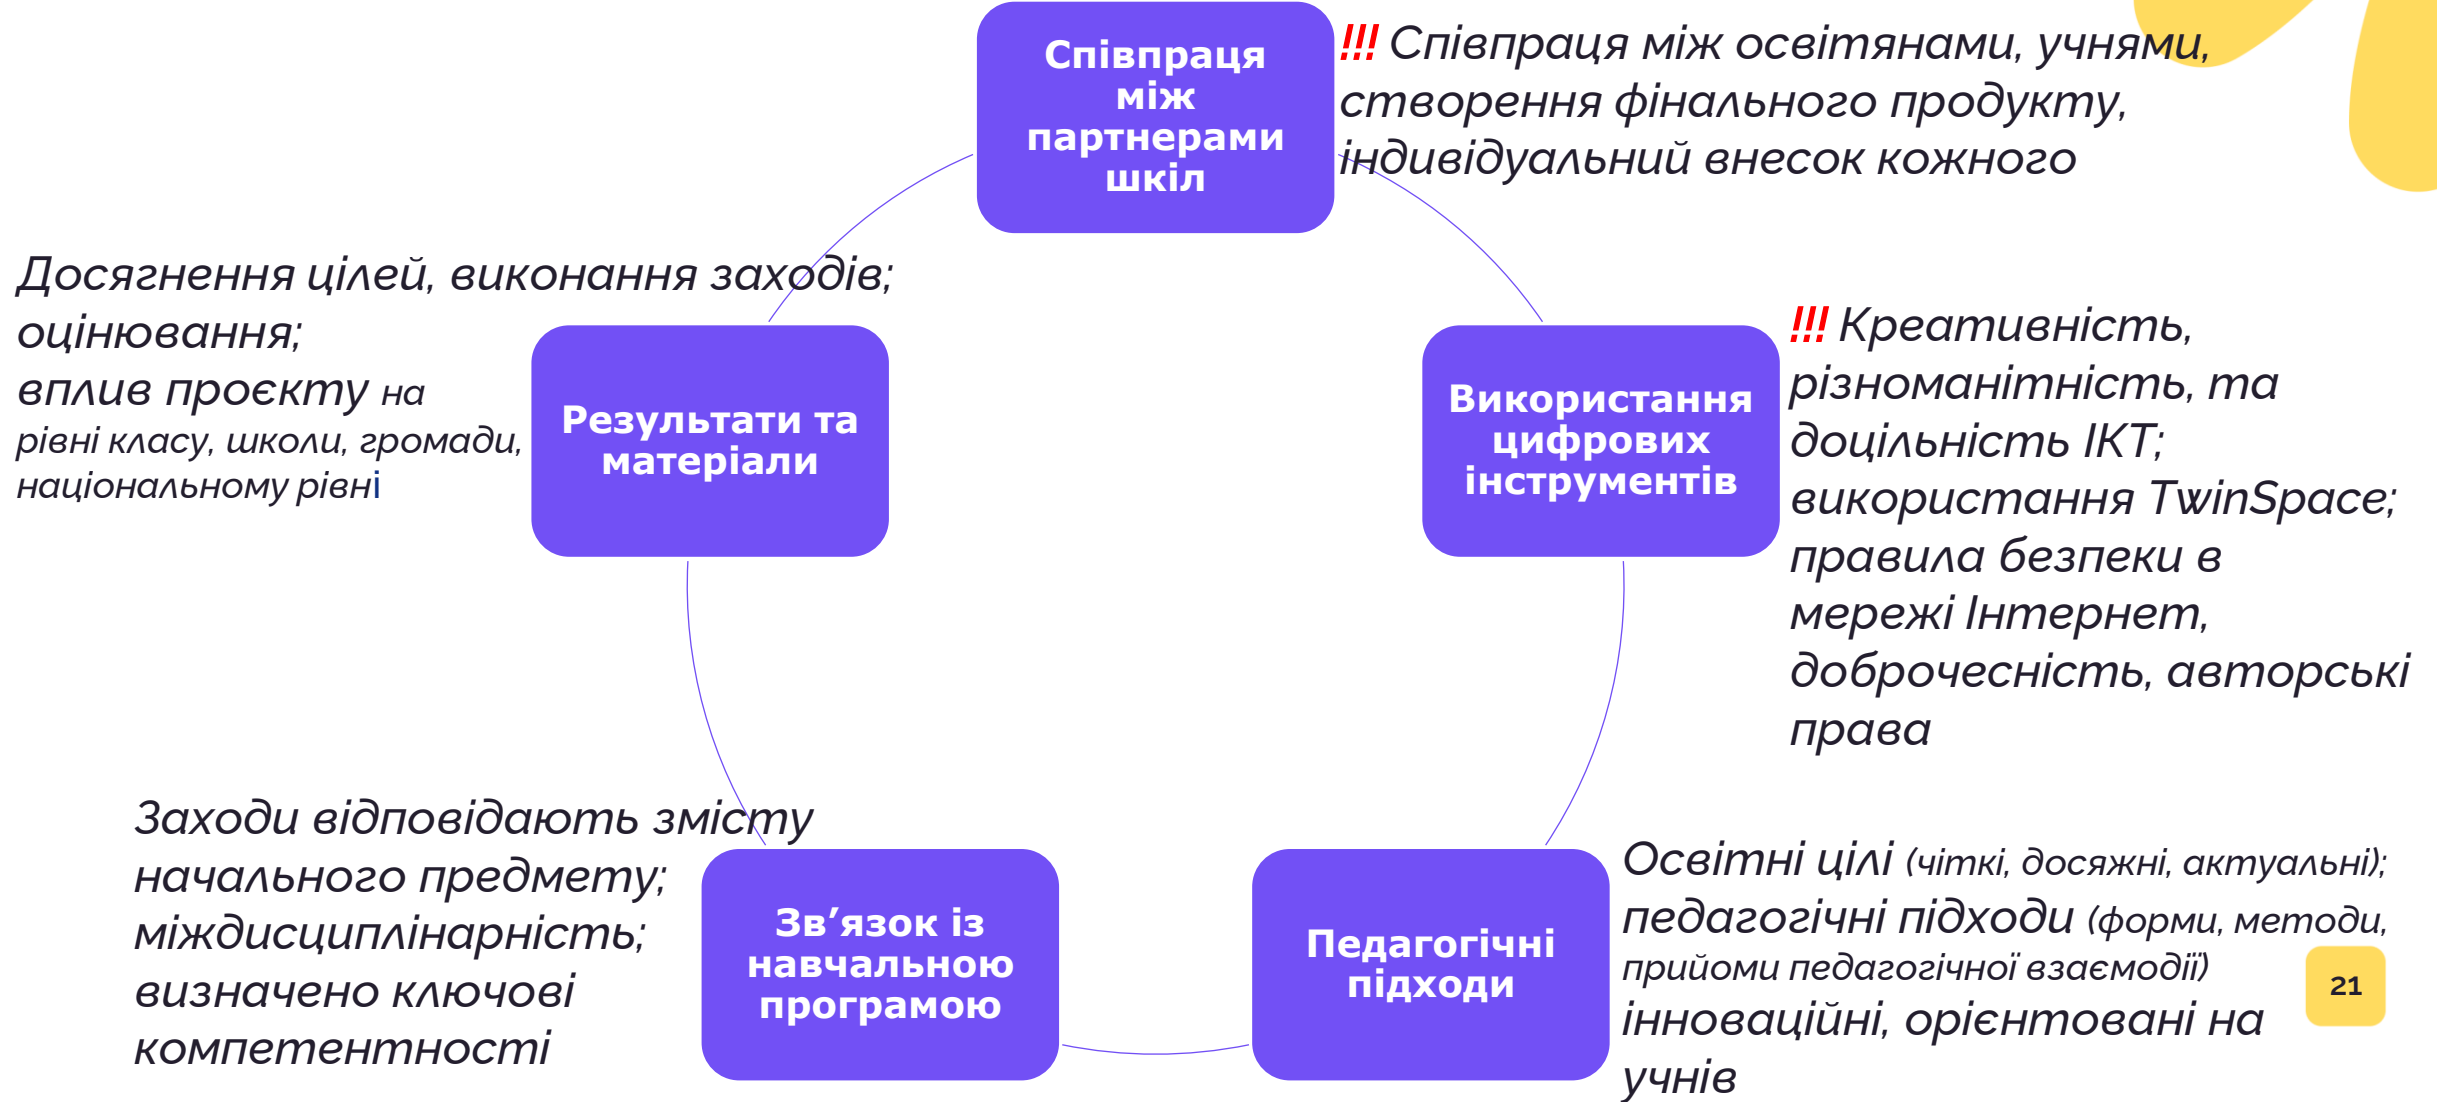 Співпраця
між
партнерами
шкіл
!!! Співпраця між освітянами, учнями,
створення фінального продукту,
індивідуальний внесок кожного
Використання
цифрових
інструментів
!!! Креативність,
різноманітність, та
доцільність ІКТ;
використання TwinSpace;
правила безпеки в
мережі Інтернет,
доброчесність, авторські
права
Педагогічні
підходи
Освітні цілі (чіткі, досяжні, актуальні);
педагогічні підходи (форми, методи,
прийоми педагогічної взаємодії)
інноваційні, орієнтовані на
учнів
Зв’язок із
навчальною
програмою
Заходи відповідають змісту
начального предмету;
міждисциплінарність;
визначено ключові
компетентності
Результати та
матеріали
Досягнення цілей, виконання заходів;
оцінювання;
вплив проєкту на
рівні класу, школи, громади,
національному рівні
21